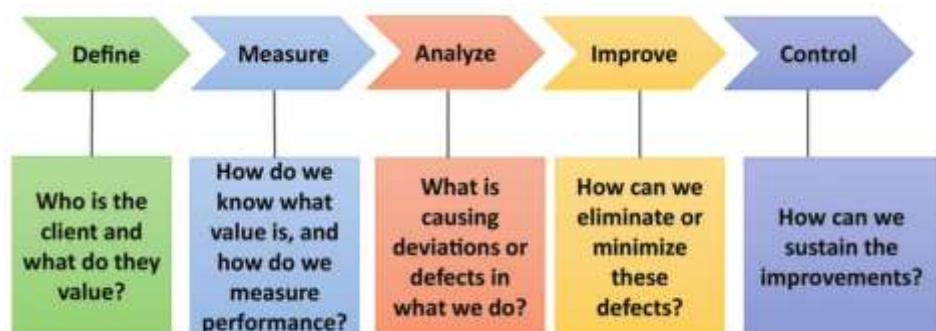 Define
Measure
Analyze
Improve
Control
Who is the
client and
what do they
value?
How do we
know what
value is, and
how do we
measure
performance?
What is
causing
deviations or
defects in
what we do?
How can we
eliminate or
minimize
these
defects?
How can we
sustain the
improvements?